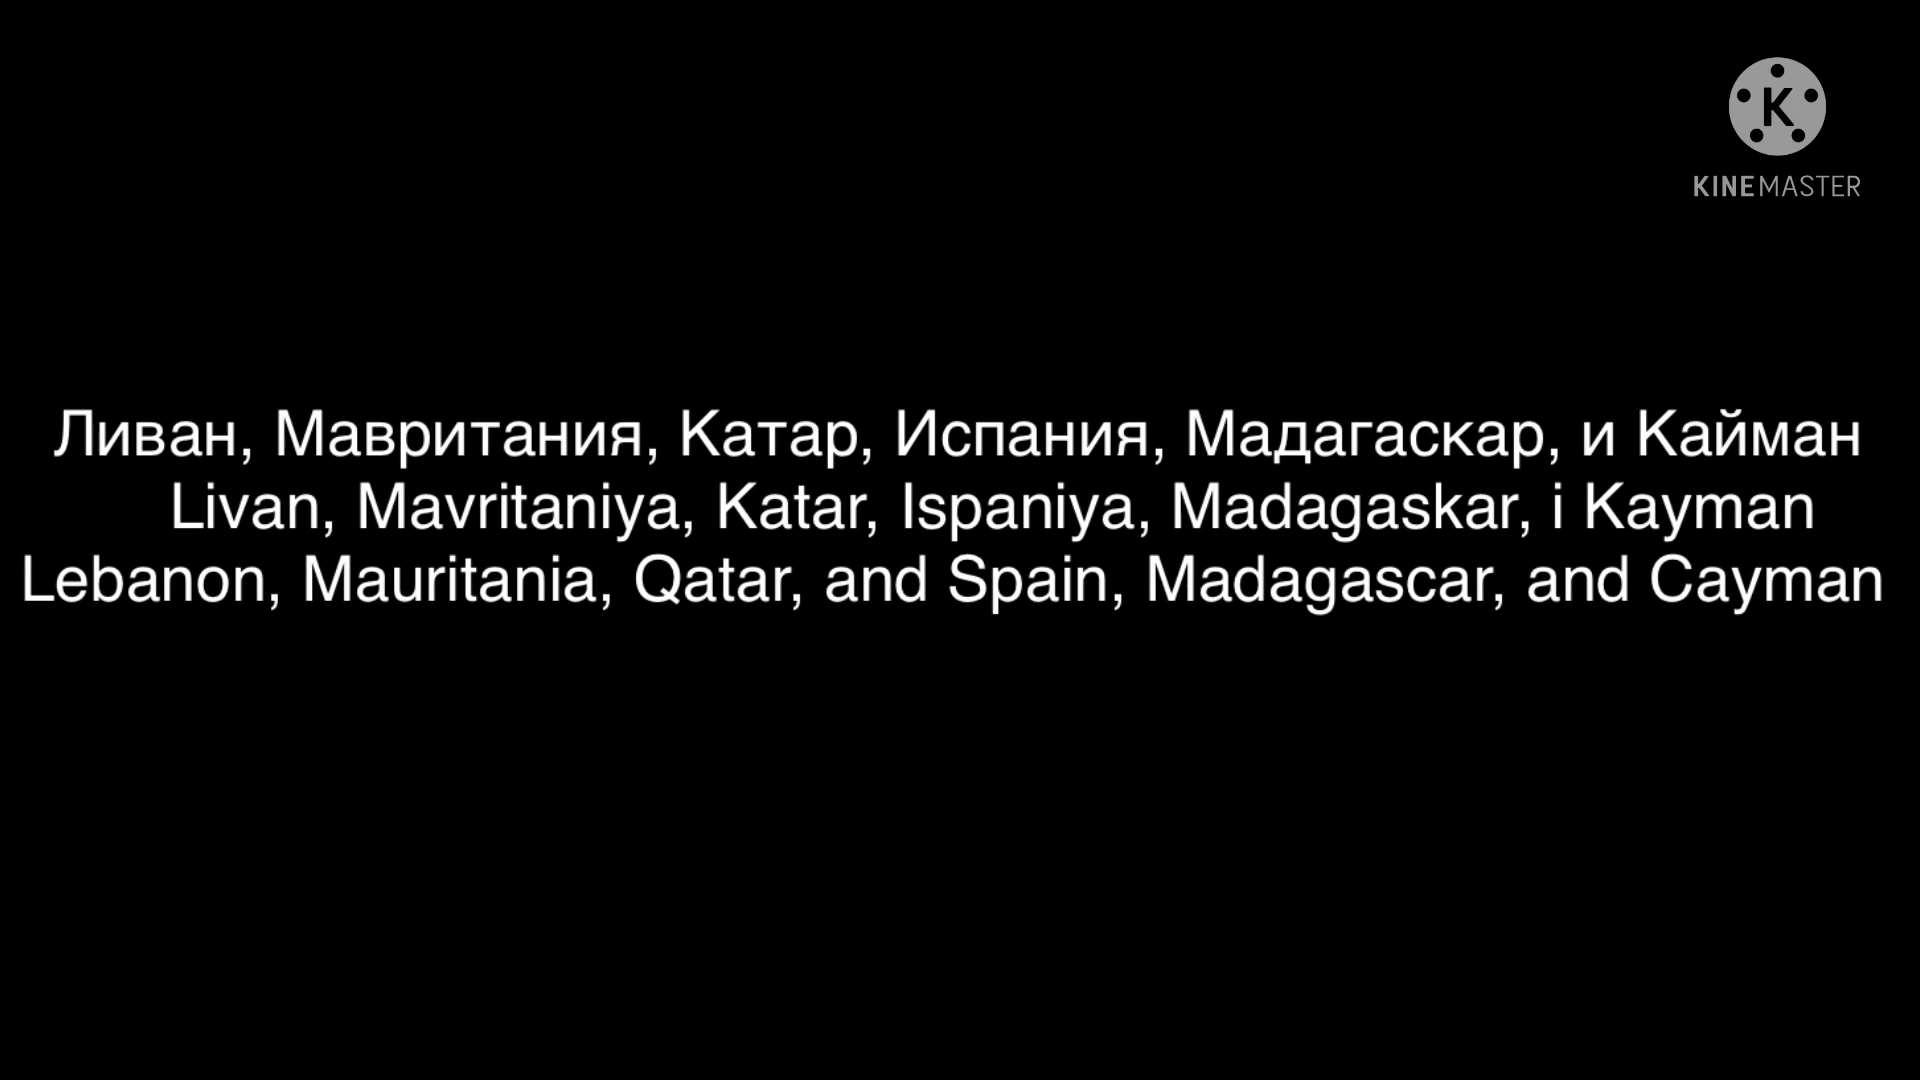 K
KINEMASTER
Ливан, Мавритания, Катар, Испания, Мадагаскар, и Кайман
Livan, Mavritaniya, Katar, Ispaniya, Madagaskar, i Kayman
Lebanon, Mauritania, Qatar, and Spain, Madagascar, and Cayman